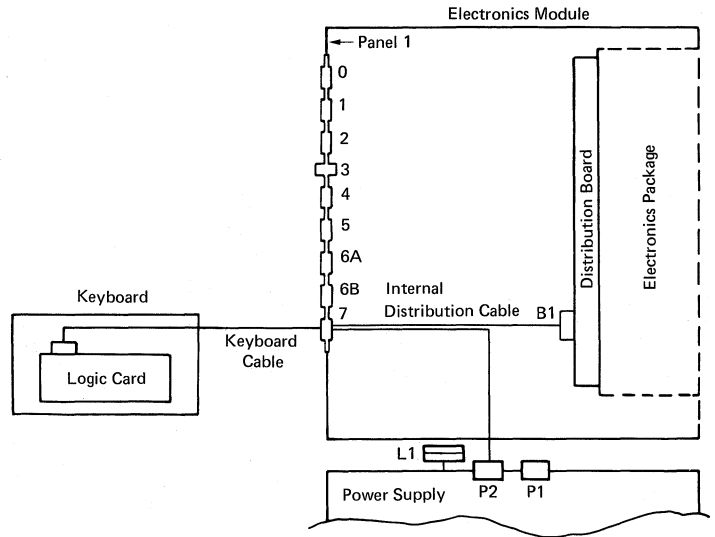 Electronics Module
Panel 1
0
1
2
3
4
5
6A
6B
7
Internal
Distribution Cable
B1
Distribution Board
Electronics Package
Keyboard
Keyboard
Cable
Logic Card
L1
P2
P1
Power Supply